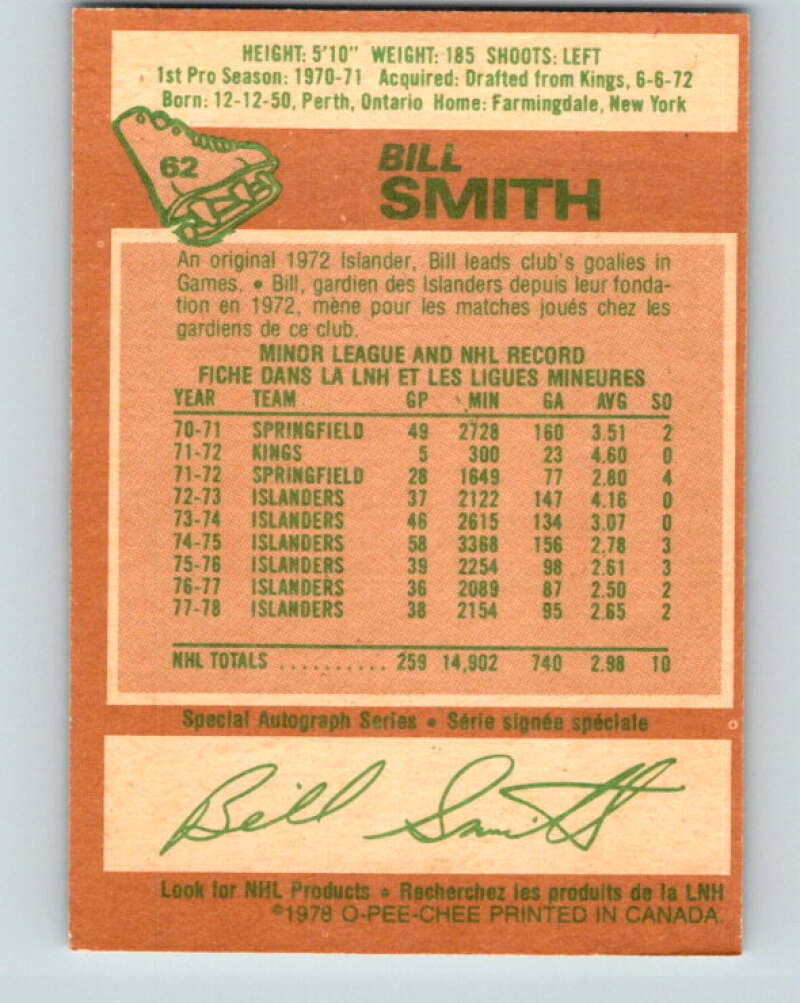 HEIGHT: 5'10" WEIGHT: 185 SHOOTS: LEFT
1st Pro Season: 1970-71 Acquired: Drafted from Kings, 6-6-72
Born: 12-12-50, Perth, Ontario Home: Farmingdale, New York
62
BILL
SMITH
An original 1972 Islander, Bill leads club's goalies in
Games. • Bill, gardien des Islanders depuis leur fonda-
tion en 1972, mène pour les matches joués chez les
gardiens de ce club.
MINOR LEAGUE AND NHL RECORD
FICHE DANS LA LNH ET LES LIGUES MINEURES
YEAR TEAM GP MIN GA AVG SO
70-71 SPRINGFIELD 49 2728 160 3.51 2
71-72 KINGS 5 300 23 4.60 0
71-72 SPRINGFIELD 28 1649 77 2.80 4
72-73 ISLANDERS 37 2122 147 4.16 0
73-74 ISLANDERS 46 2615 134 3.07 0
74-75 ISLANDERS 58 3368 156 2.78 3
75-76 ISLANDERS 39 2254 98 2.61 3
76-77 ISLANDERS 36 2089 87 2.50 2
77-78 ISLANDERS 38 2154 95 2.65 2
NHL TOTALS .......... 259 14,902 740 2.98 10
Special Autograph Series • Série signée spéciale
Bill Smith
Look for NHL Products • Recherchez les produits de la LNH
©1978 O-PEE-CHEE PRINTED IN CANADA.